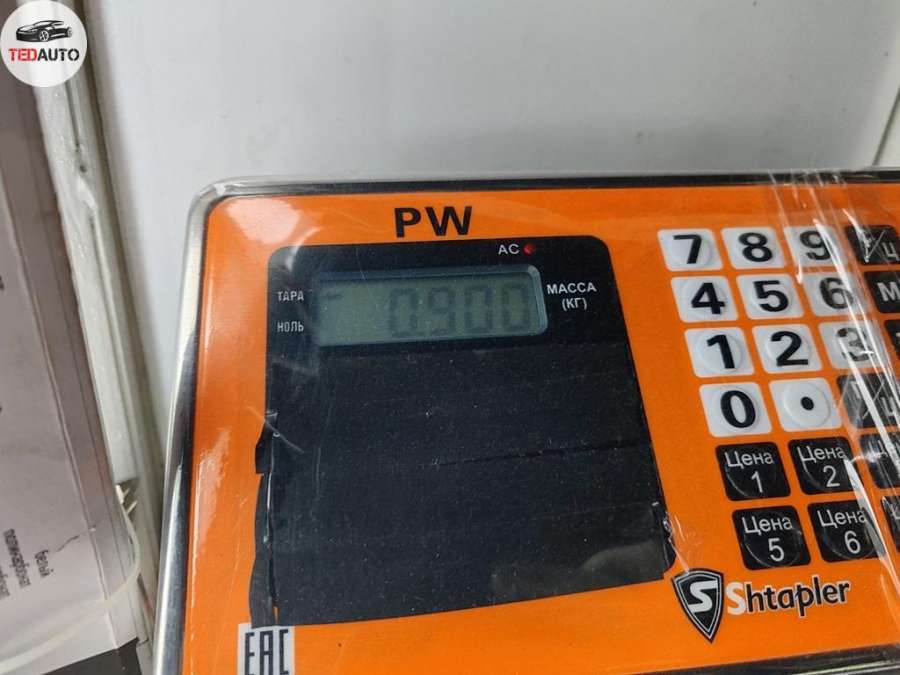 TEDAUTO
PW
AC
ТАРА
НОЛЬ
0.900
МАССА
(КГ)
7 8 9
4 5 6
1 2 3
0 •
Цена 1
Цена 2
Цена 5
Цена 6
Shtapler
EAC
белый